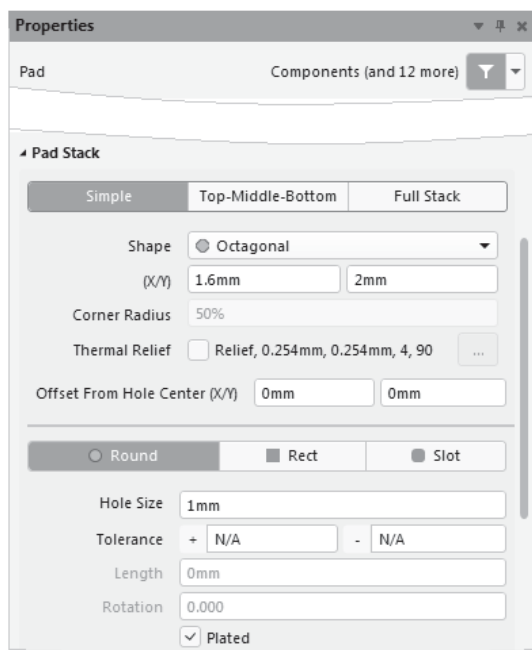 Properties
Pad Components (and 12 more)
Pad Stack
Simple Top-Middle-Bottom Full Stack
Shape Octagonal
(X/Y) 1.6mm 2mm
Corner Radius 50%
Thermal Relief Relief, 0.254mm, 0.254mm, 4, 90 ...
Offset From Hole Center (X/Y) 0mm 0mm
Round Rect Slot
Hole Size 1mm
Tolerance + N/A - N/A
Length 0mm
Rotation 0.000
Plated